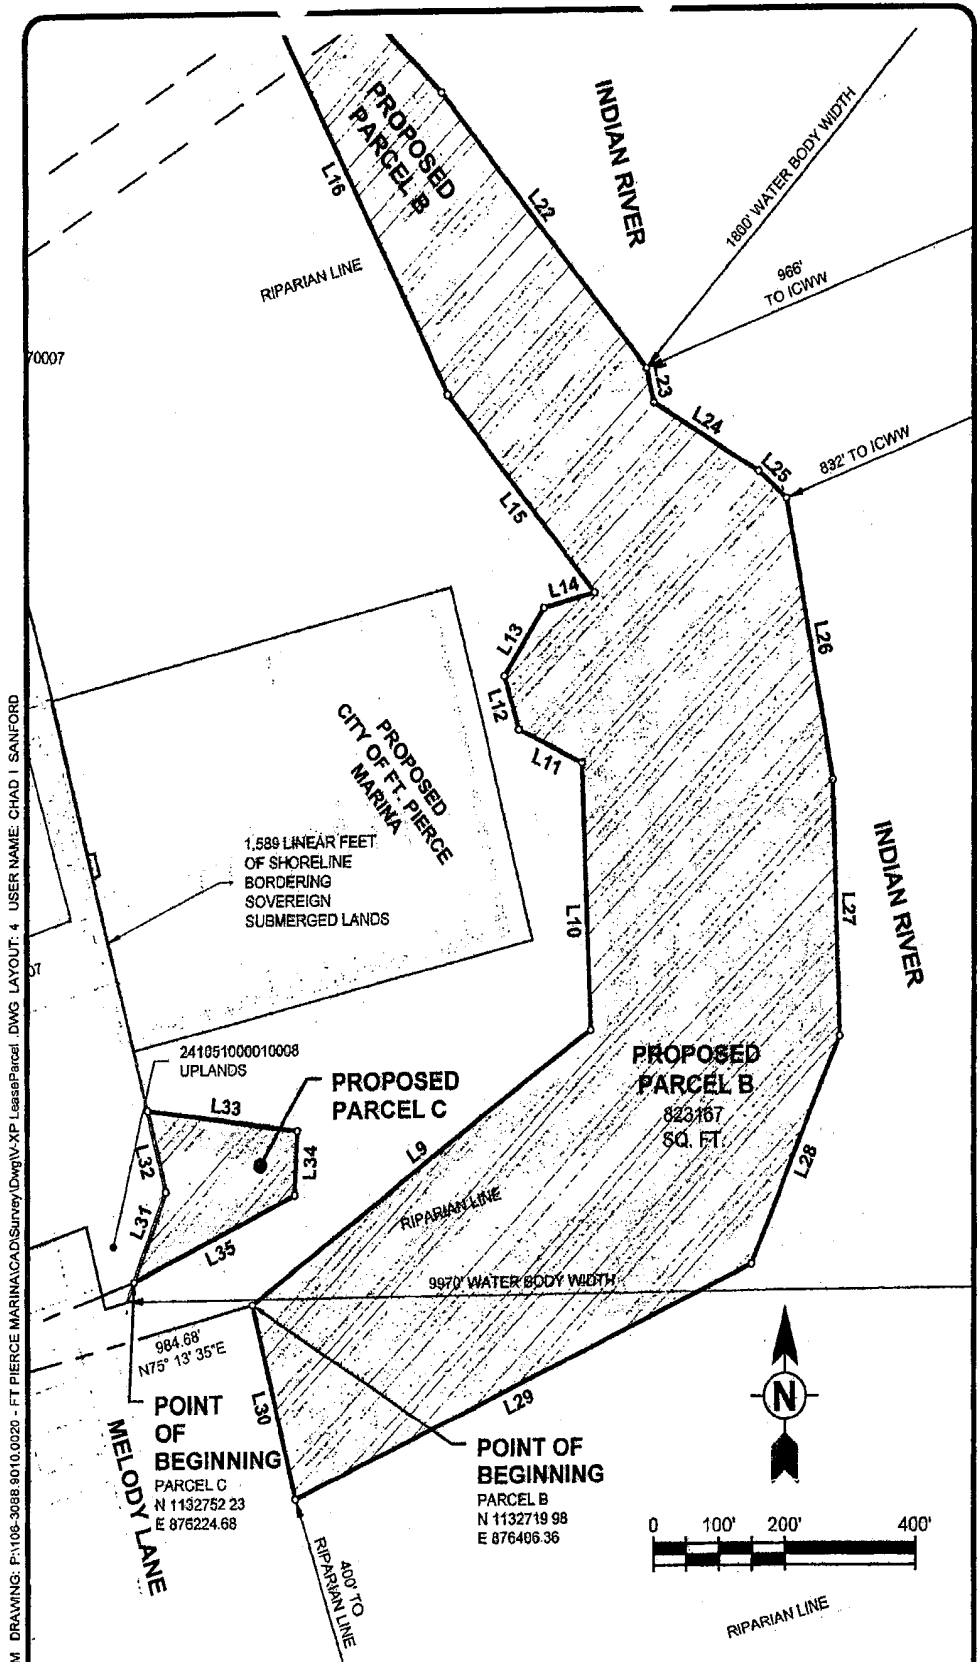 PROPOSED
PARCEL B
INDIAN RIVER
L16
L22
1800' WATER BODY WIDTH
RIPARIAN LINE
966'
TO ICWW
70007
L23
L24
L25
832' TO ICWW
L15
L14
L13
L12
L11
L26
PROPOSED
CITY OF FT. PIERCE
MARINA
1,589 LINEAR FEET
OF SHORELINE
BORDERING
SOVEREIGN
SUBMERGED LANDS
L10
L27
INDIAN RIVER
07
241051000010008
UPLANDS
PROPOSED
PARCEL C
PROPOSED
PARCEL B
823167
SQ. FT.
L33
L32
L34
L31
L35
L9
L28
RIPARIAN LINE
9970' WATER BODY WIDTH
984.68'
N75° 13' 35"E
L30
L29
N
POINT
OF
BEGINNING
PARCEL C
N 1132752 23
E 876224.68
MELODY LANE
POINT OF
BEGINNING
PARCEL B
N 1132719 98
E 876406.36
400' TO
RIPARIAN LINE
0 100' 200' 400'
RIPARIAN LINE
M DRAWING: P:\106-3088.9010.0020 - FT PIERCE MARINA\CAD\Survey\Dwg\V-XP LeaseParcel DWG LAYOUT: 4 USER NAME: CHAD I SANFORD